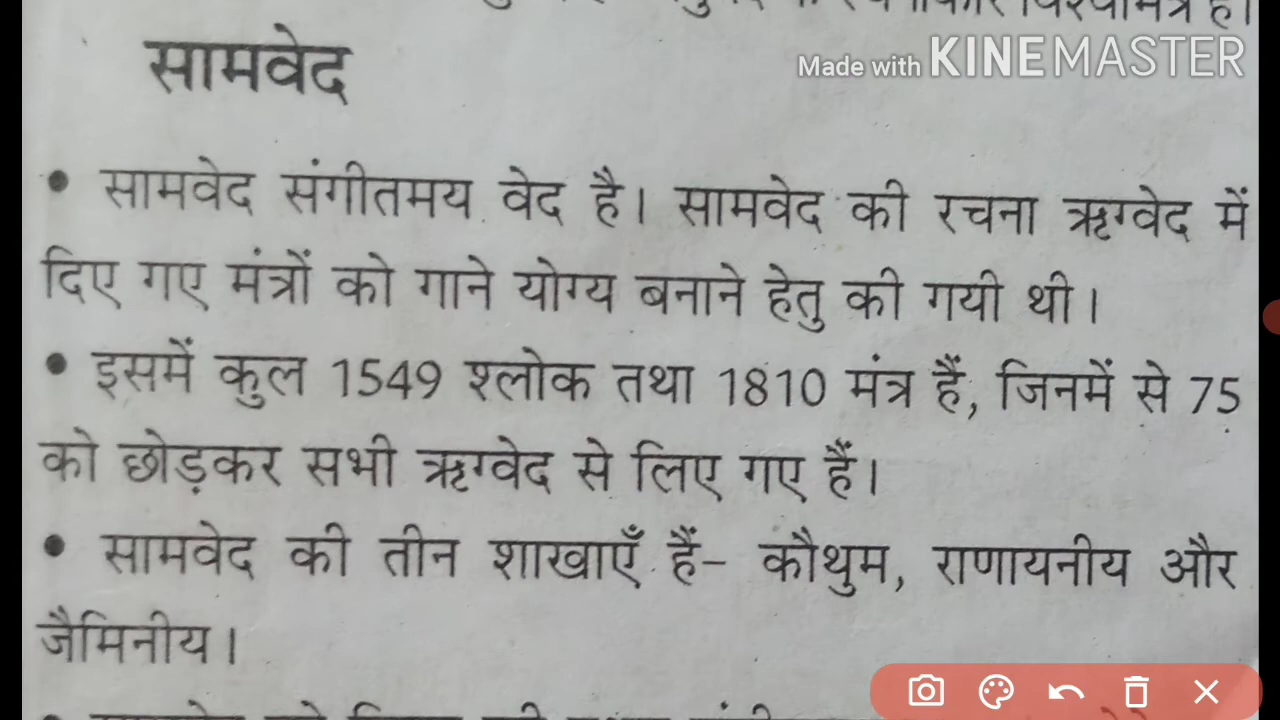 सामवेद
Made with KINEMASTER
• सामवेद संगीतमय वेद है। सामवेद की रचना ऋग्वेद में
दिए गए मंत्रों को गाने योग्य बनाने हेतु की गयी थी।
• इसमें कुल 1549 श्लोक तथा 1810 मंत्र हैं, जिनमें से 75
को छोड़कर सभी ऋग्वेद से लिए गए हैं।
• सामवेद की तीन शाखाएँ हैं– कौथुम, राणायनीय और
जैमिनीय।